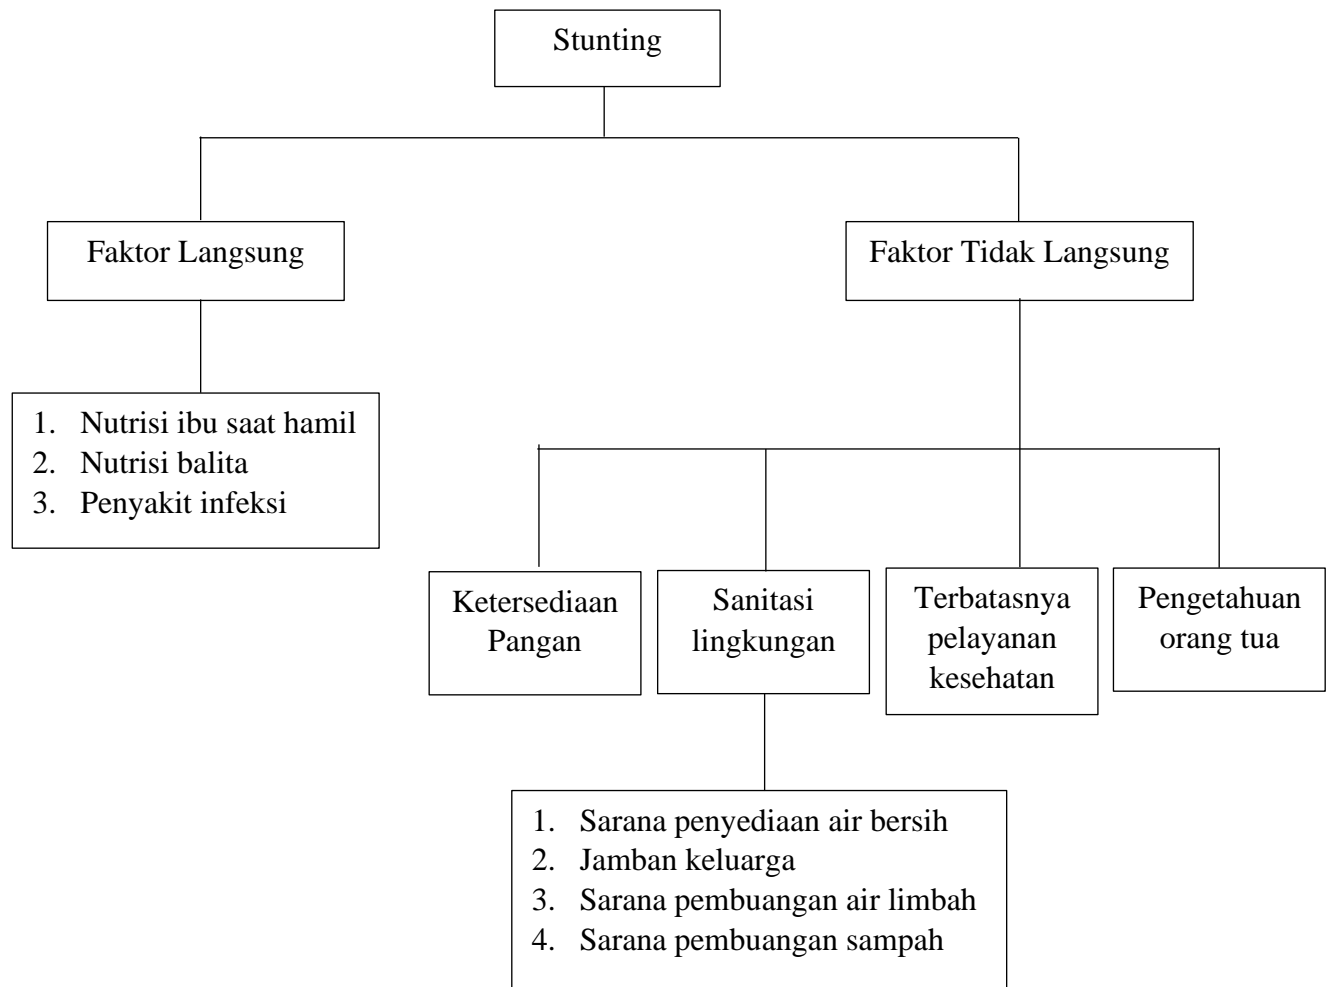 Stunting
Faktor Langsung
Faktor Tidak Langsung
1. Nutrisi ibu saat hamil
2. Nutrisi balita
3. Penyakit infeksi
Ketersediaan
Pangan
Sanitasi
lingkungan
Terbatasnya
pelayanan
kesehatan
Pengetahuan
orang tua
1. Sarana penyediaan air bersih
2. Jamban keluarga
3. Sarana pembuangan air limbah
4. Sarana pembuangan sampah